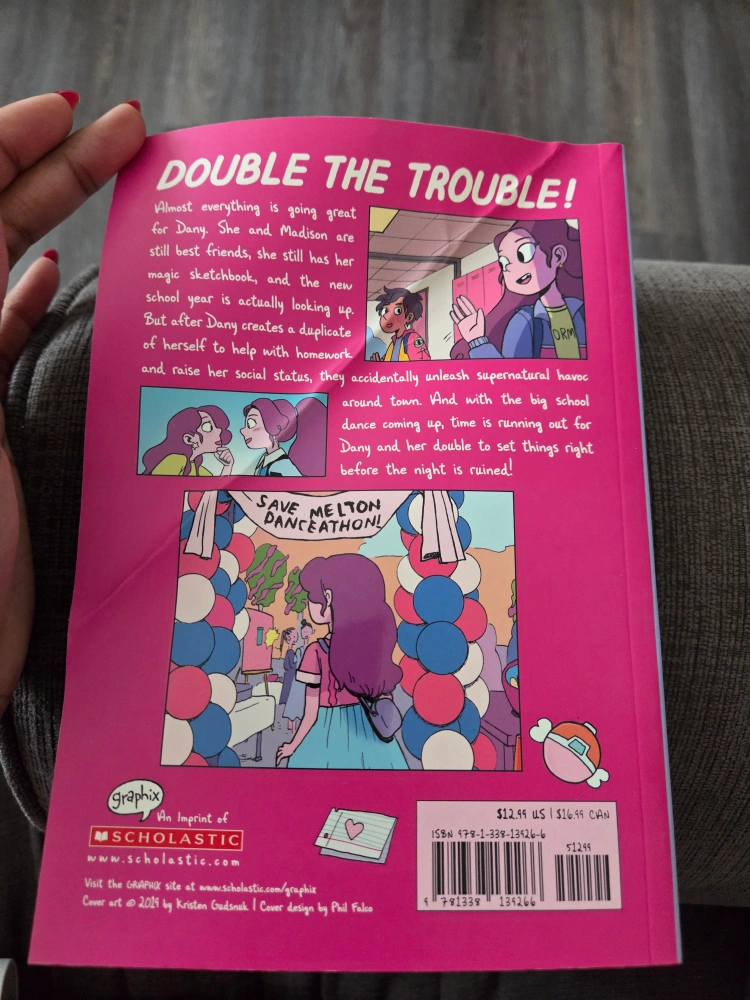 DOUBLE THE TROUBLE!
Almost everything is going great
for Dany. She and Madison are
still best friends, she still has her
magic sketchbook, and the new
school year is actually looking up.
But after Dany creates a duplicate
of herself to help with homework
and raise her social status, they accidentally unleash supernatural havoc
around town. And with the big school
dance coming up, time is running out for
Dany and her double to set things right
before the night is ruined!
DRM
SAVE MELTON
DANCEATHON!
graphix
An Imprint of
SCHOLASTIC
www.scholastic.com
Visit the GRAPHIX site at www.scholastic.com/graphix
Cover art © 2019 by Kristen Gudsnuk | Cover design by Phil Falco
$12.99 US | $16.99 CAN
ISBN 978-1-338-13926-6
51299
9 781338 139266